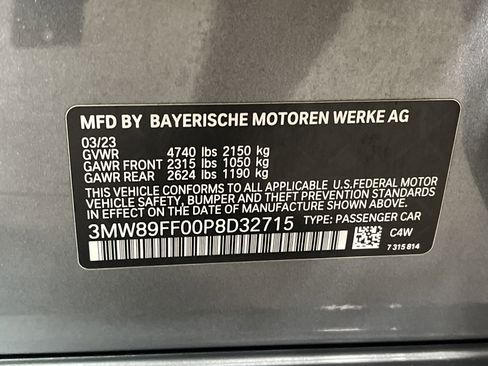 MFD BY BAYERISCHE MOTOREN WERKE AG
03/23
GVWR 4740 lbs 2150 kg
GAWR FRONT 2315 lbs 1050 kg
GAWR REAR 2624 lbs 1190 kg
THIS VEHICLE CONFORMS TO ALL APPLICABLE U.S.FEDERAL MOTOR
VEHICLE SAFETY, BUMPER AND THEFT PREVENTION STANDARDS
IN EFFECT ON THE DATE OF MANUFACTURE SHOWN ABOVE.
3MW89FF00P8D32715 TYPE: PASSENGER CAR
C4W
7 315 814